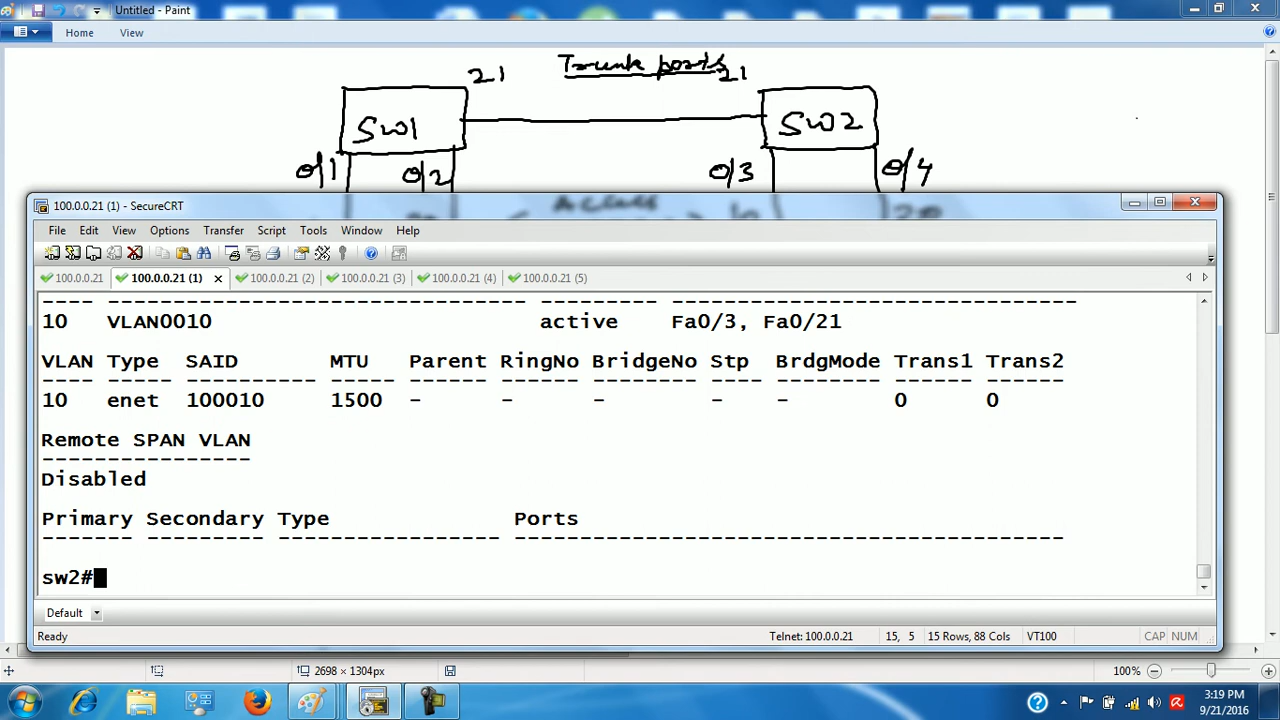 Untitled - Paint
Home View
Trunk ports
21 21
SW1 SW2
0/1 0/2 0/3 0/4
100.0.0.21 (1) - SecureCRT
File Edit View Options Transfer Script Tools Window Help
100.0.0.21 100.0.0.21 (1) 100.0.0.21 (2) 100.0.0.21 (3) 100.0.0.21 (4) 100.0.0.21 (5)
---- -------------------------------- --------- -------------------------------
10 VLAN0010 active Fa0/3, Fa0/21
VLAN Type SAID MTU Parent RingNo BridgeNo Stp BrdgMode Trans1 Trans2
---- ----- ---------- ----- ------ ------ -------- ---- -------- ------ ------
10 enet 100010 1500 - - - - - 0 0
Remote SPAN VLAN
----------------
Disabled
Primary Secondary Type Ports
------- --------- ----------------- ------------------------------------------
sw2#
Default
Ready Telnet: 100.0.0.21 15, 5 15 Rows, 88 Cols VT100 CAP NUM
2698 × 1304px 100%
3:19 PM
9/21/2016